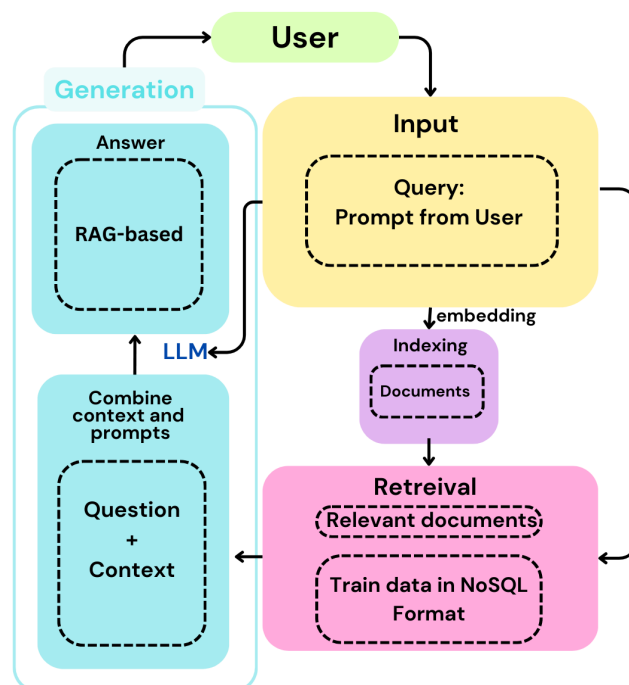 User
Generation
Input
Query:
Prompt from User
Answer
RAG-based
embedding
LLM
Indexing
Documents
Combine
context and
prompts
Question
+
Context
Retreival
Relevant documents
Train data in NoSQL
Format